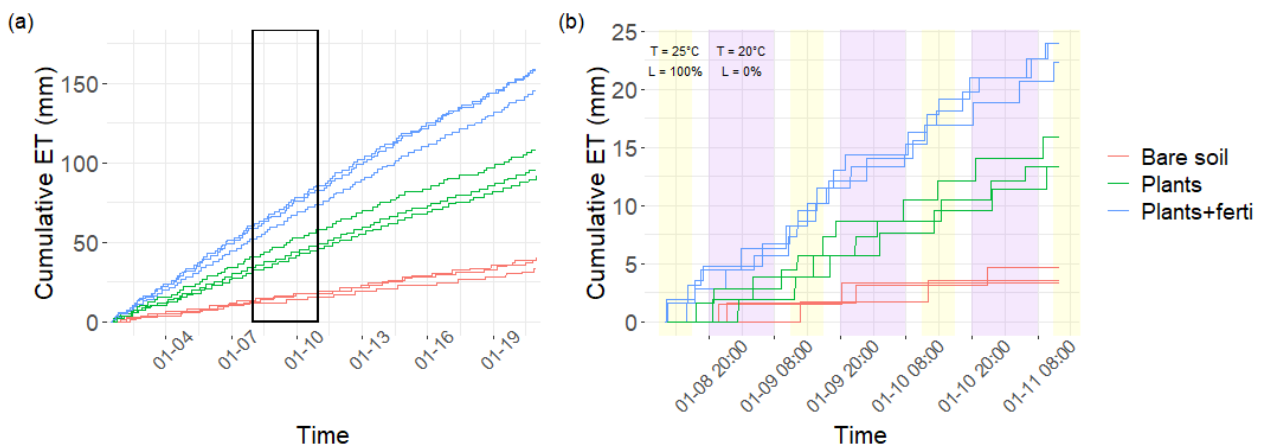 (a)
Cumulative ET (mm)
150
100
50
0
01-04
01-07
01-10
01-13
01-16
01-19
Time
(b)
Cumulative ET (mm)
25
20
15
10
5
0
T = 25°C
L = 100%
T = 20°C
L = 0%
01-08 20:00
01-09 08:00
01-09 20:00
01-10 08:00
01-10 20:00
01-11 08:00
Time
Bare soil
Plants
Plants+ferti